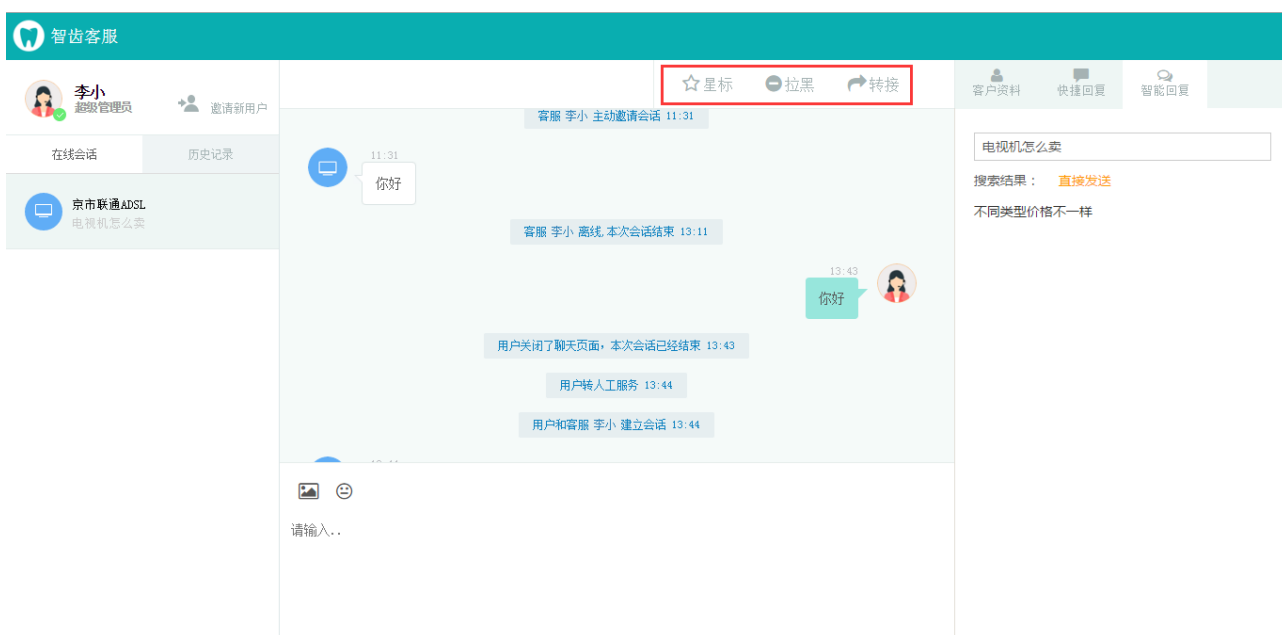 智齿客服
李小
超级管理员
邀请新用户
在线会话
历史记录
京市联通ADSL
电视机怎么卖
星标
拉黑
转接
客服 李小 主动邀请会话 11:31
11:31
你好
客服 李小 离线,本次会话结束 13:11
13:43
你好
用户关闭了聊天页面，本次会话已经结束 13:43
用户转人工服务 13:44
用户和客服 李小 建立会话 13:44
请输入..
客户资料
快捷回复
智能回复
电视机怎么卖
搜索结果：
直接发送
不同类型价格不一样